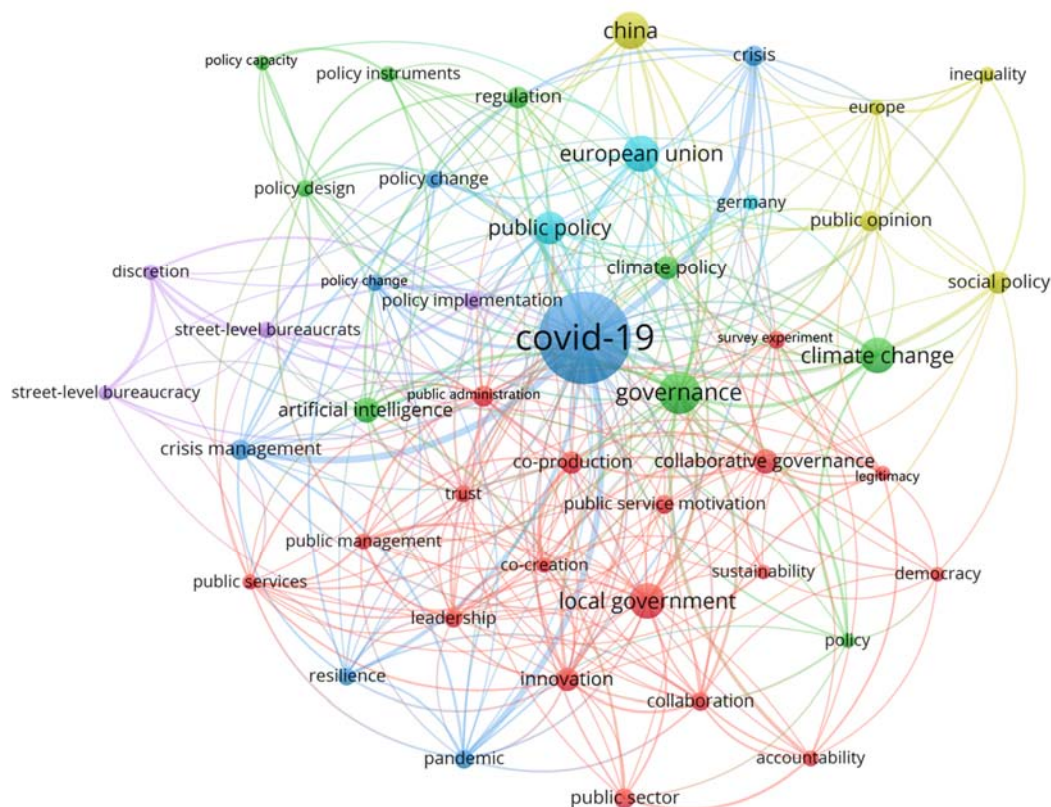 china
crisis
policy capacity
policy instruments
inequality
regulation
europe
european union
policy design
policy change
germany
public policy
public opinion
climate policy
discretion
policy change
social policy
policy implementation
street-level bureaucrats
covid-19
survey experiment
climate change
street-level bureaucracy
public administration
governance
artificial intelligence
crisis management
co-production
collaborative governance
legitimacy
trust
public service motivation
public management
co-creation
sustainability
democracy
public services
local government
leadership
policy
resilience
innovation
collaboration
pandemic
accountability
public sector